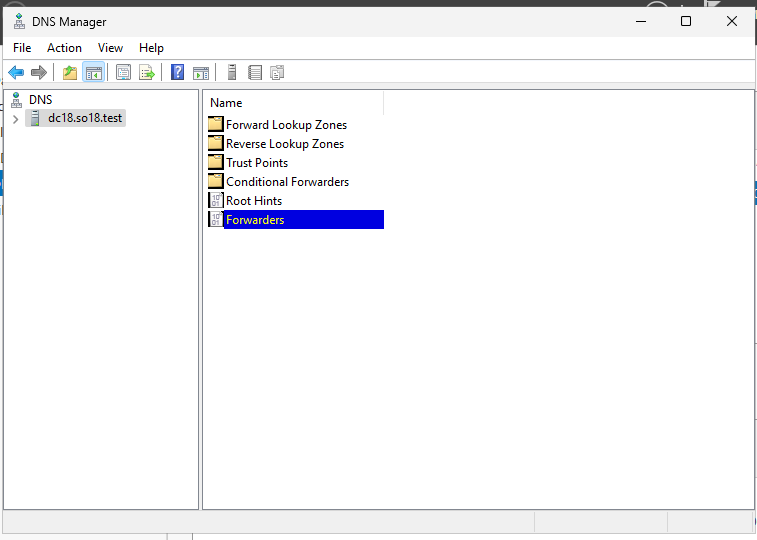 DNS Manager
File Action View Help
DNS
dc18.so18.test
Name
Forward Lookup Zones
Reverse Lookup Zones
Trust Points
Conditional Forwarders
Root Hints
Forwarders